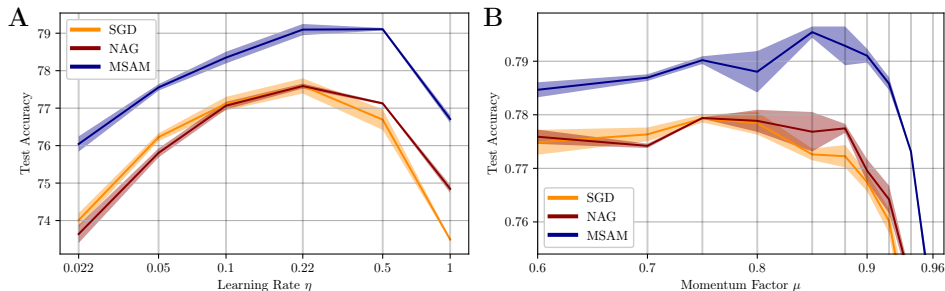 A
Test Accuracy
79
78
77
76
75
74
SGD
NAG
MSAM
0.022
0.05
0.1
0.22
0.5
1
Learning Rate η
B
Test Accuracy
0.79
0.78
0.77
0.76
SGD
NAG
MSAM
0.6
0.7
0.8
0.9
0.96
Momentum Factor μ